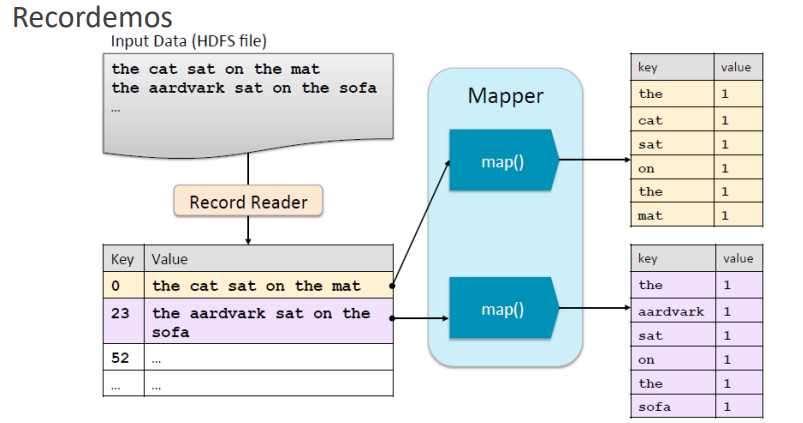 Recordemos
Input Data (HDFS file)
the cat sat on the mat
the aardvark sat on the sofa
…
Record Reader
Key Value
0 the cat sat on the mat
23 the aardvark sat on the
sofa
52 …
… …
Mapper
map()
map()
key value
the 1
cat 1
sat 1
on 1
the 1
mat 1
key value
the 1
aardvark 1
sat 1
on 1
the 1
sofa 1